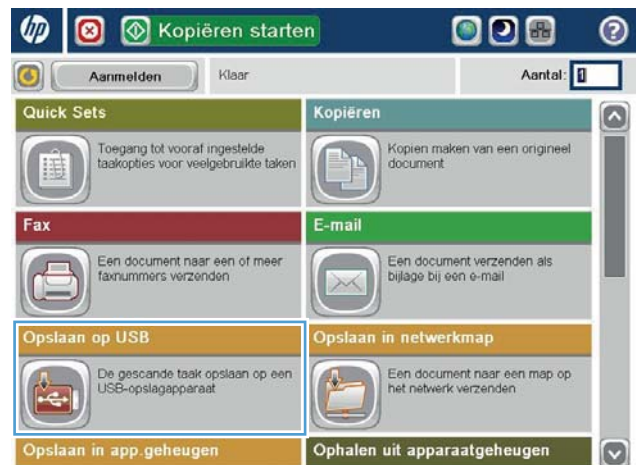 hp Kopiëren starten ?
Aanmelden Klaar Aantal: 1
Quick Sets
Toegang tot vooraf ingestelde
taakopties voor veelgebruikte taken
Kopiëren
Kopien maken van een origineel
document
Fax
Een document naar een of meer
faxnummers verzenden
E-mail
Een document verzenden als
bijlage bij een e-mail
Opslaan op USB
De gescande taak opslaan op een
USB-opslagapparaat
Opslaan in netwerkmap
Een document naar een map op
het netwerk verzenden
Opslaan in app.geheugen
Ophalen uit apparaatgeheugen